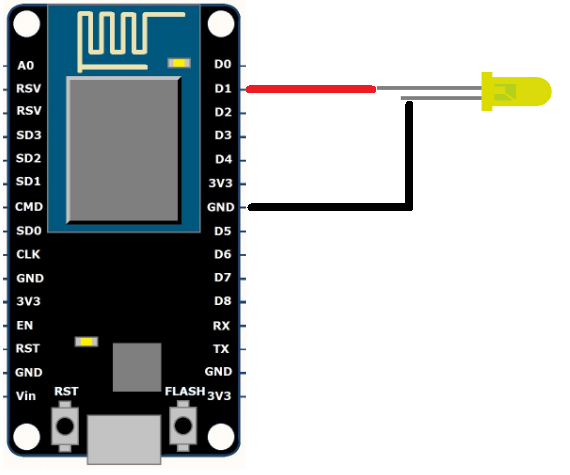 A0
RSV
RSV
SD3
SD2
SD1
CMD
SD0
CLK
GND
3V3
EN
RST
GND
Vin
D0
D1
D2
D3
D4
3V3
GND
D5
D6
D7
D8
RX
TX
GND
3V3
RST
FLASH